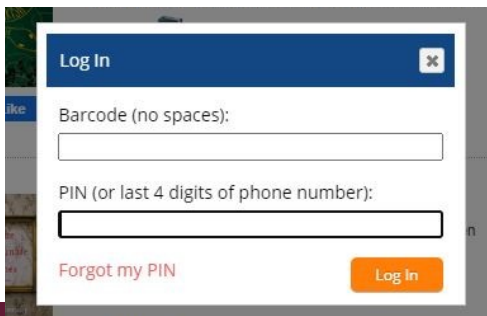 Log In
Barcode (no spaces):
PIN (or last 4 digits of phone number):
Forgot my PIN
Log In